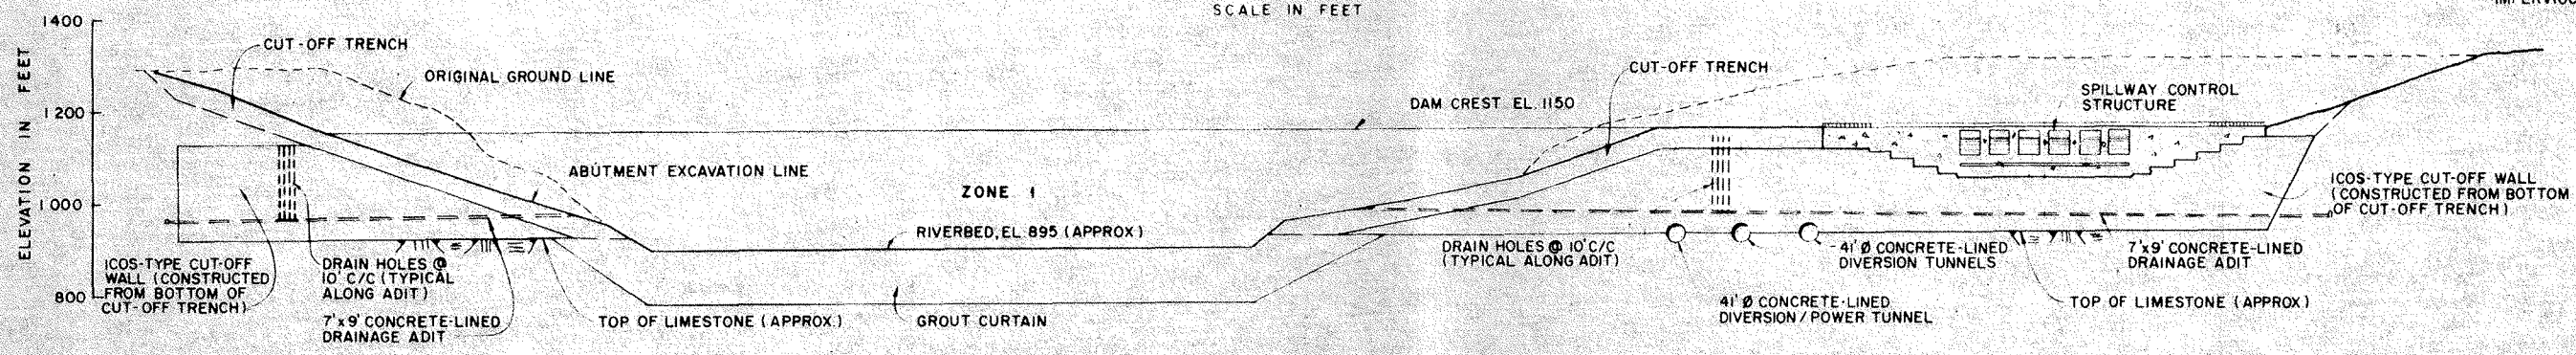 SCALE IN FEET
ELEVATION IN FEET
1400
1200
1000
800
CUT-OFF TRENCH
ORIGINAL GROUND LINE
ABUTMENT EXCAVATION LINE
ZONE 1
DAM CREST EL. 1150
CUT-OFF TRENCH
SPILLWAY CONTROL
STRUCTURE
ICOS-TYPE CUT-OFF WALL
(CONSTRUCTED FROM BOTTOM
OF CUT-OFF TRENCH)
RIVERBED, EL. 895 (APPROX)
ICOS-TYPE CUT-OFF
WALL (CONSTRUCTED
FROM BOTTOM OF
CUT-OFF TRENCH)
DRAIN HOLES @
10' C/C (TYPICAL
ALONG ADIT)
7'x9' CONCRETE-LINED
DRAINAGE ADIT
TOP OF LIMESTONE (APPROX.)
GROUT CURTAIN
DRAIN HOLES @ 10' C/C
(TYPICAL ALONG ADIT)
41' Ø CONCRETE-LINED
DIVERSION TUNNELS
7'x9' CONCRETE-LINED
DRAINAGE ADIT
41' Ø CONCRETE-LINED
DIVERSION/POWER TUNNEL
TOP OF LIMESTONE (APPROX)